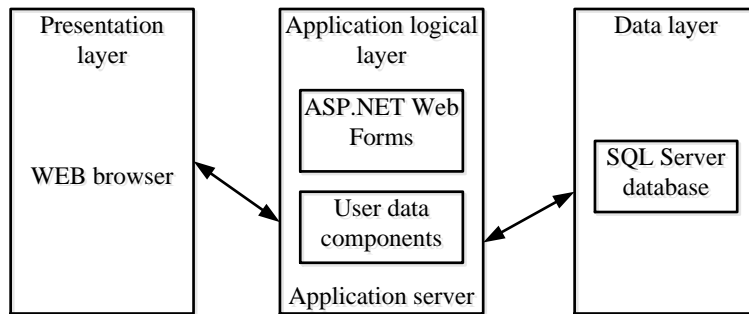 Presentation
layer
WEB browser
Application logical
layer
ASP.NET Web
Forms
User data
components
Application server
Data layer
SQL Server
database